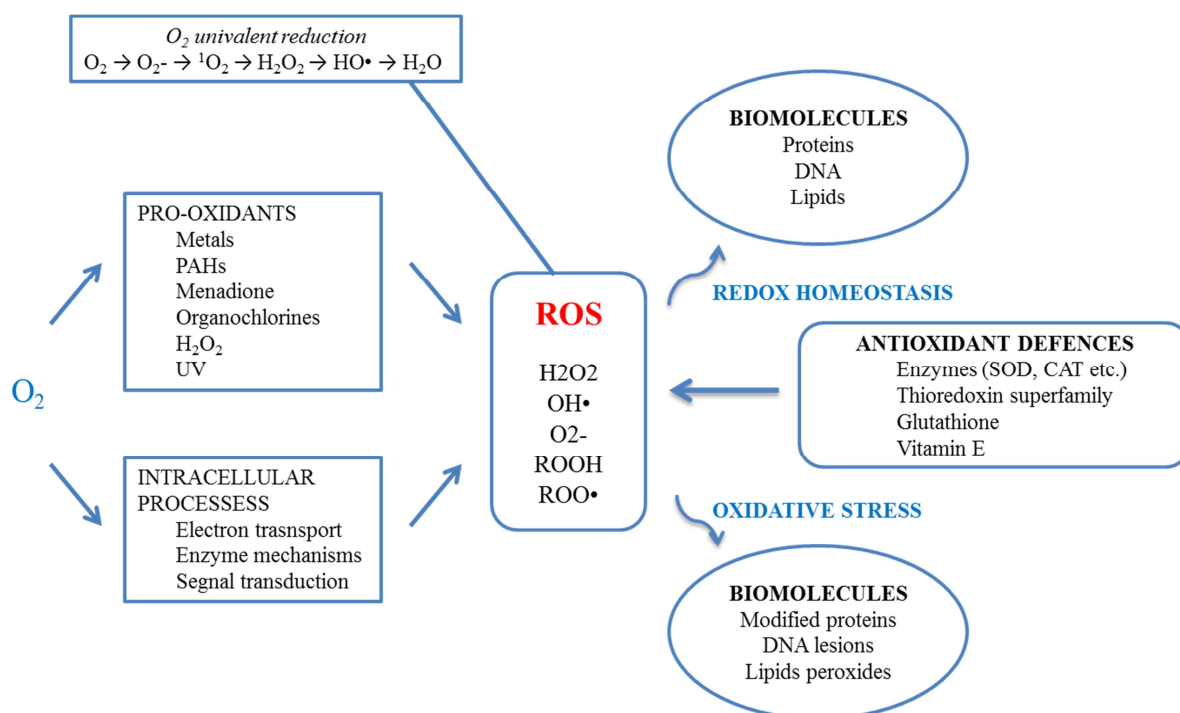 O₂ univalent reduction
O₂ → O₂- → ¹O₂ → H₂O₂ → HO• → H₂O
BIOMOLECULES
Proteins
DNA
Lipids
PRO-OXIDANTS
Metals
PAHs
Menadione
Organochlorines
H₂O₂
UV
O₂
INTRACELLULAR
PROCESSESS
Electron trasnsport
Enzyme mechanisms
Segnal transduction
ROS
H2O2
OH•
O2-
ROOH
ROO•
REDOX HOMEOSTASIS
ANTIOXIDANT DEFENCES
Enzymes (SOD, CAT etc.)
Thioredoxin superfamily
Glutathione
Vitamin E
OXIDATIVE STRESS
BIOMOLECULES
Modified proteins
DNA lesions
Lipids peroxides